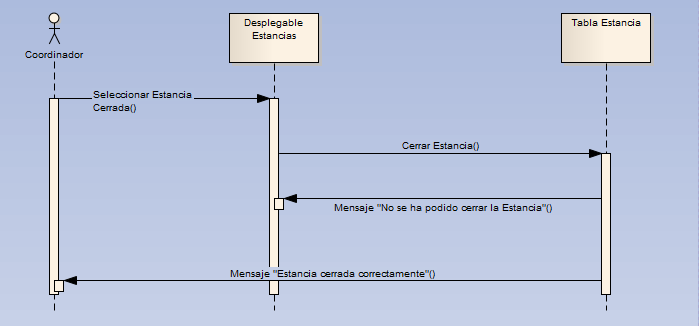 Desplegable
Estancias
Tabla Estancia
Coordinador
Seleccionar Estancia
Cerrada()
Cerrar Estancia()
Mensaje "No se ha podido cerrar la Estancia"()
Mensaje "Estancia cerrada correctamente"()